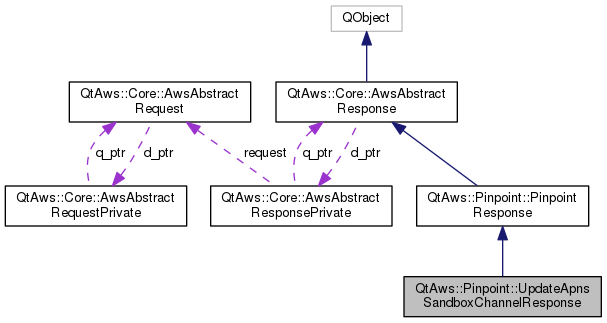 QObject
QtAws::Core::AwsAbstract
Request
QtAws::Core::AwsAbstract
Response
q_ptr
d_ptr
request
q_ptr
d_ptr
QtAws::Core::AwsAbstract
RequestPrivate
QtAws::Core::AwsAbstract
ResponsePrivate
QtAws::Pinpoint::Pinpoint
Response
QtAws::Pinpoint::UpdateApns
SandboxChannelResponse